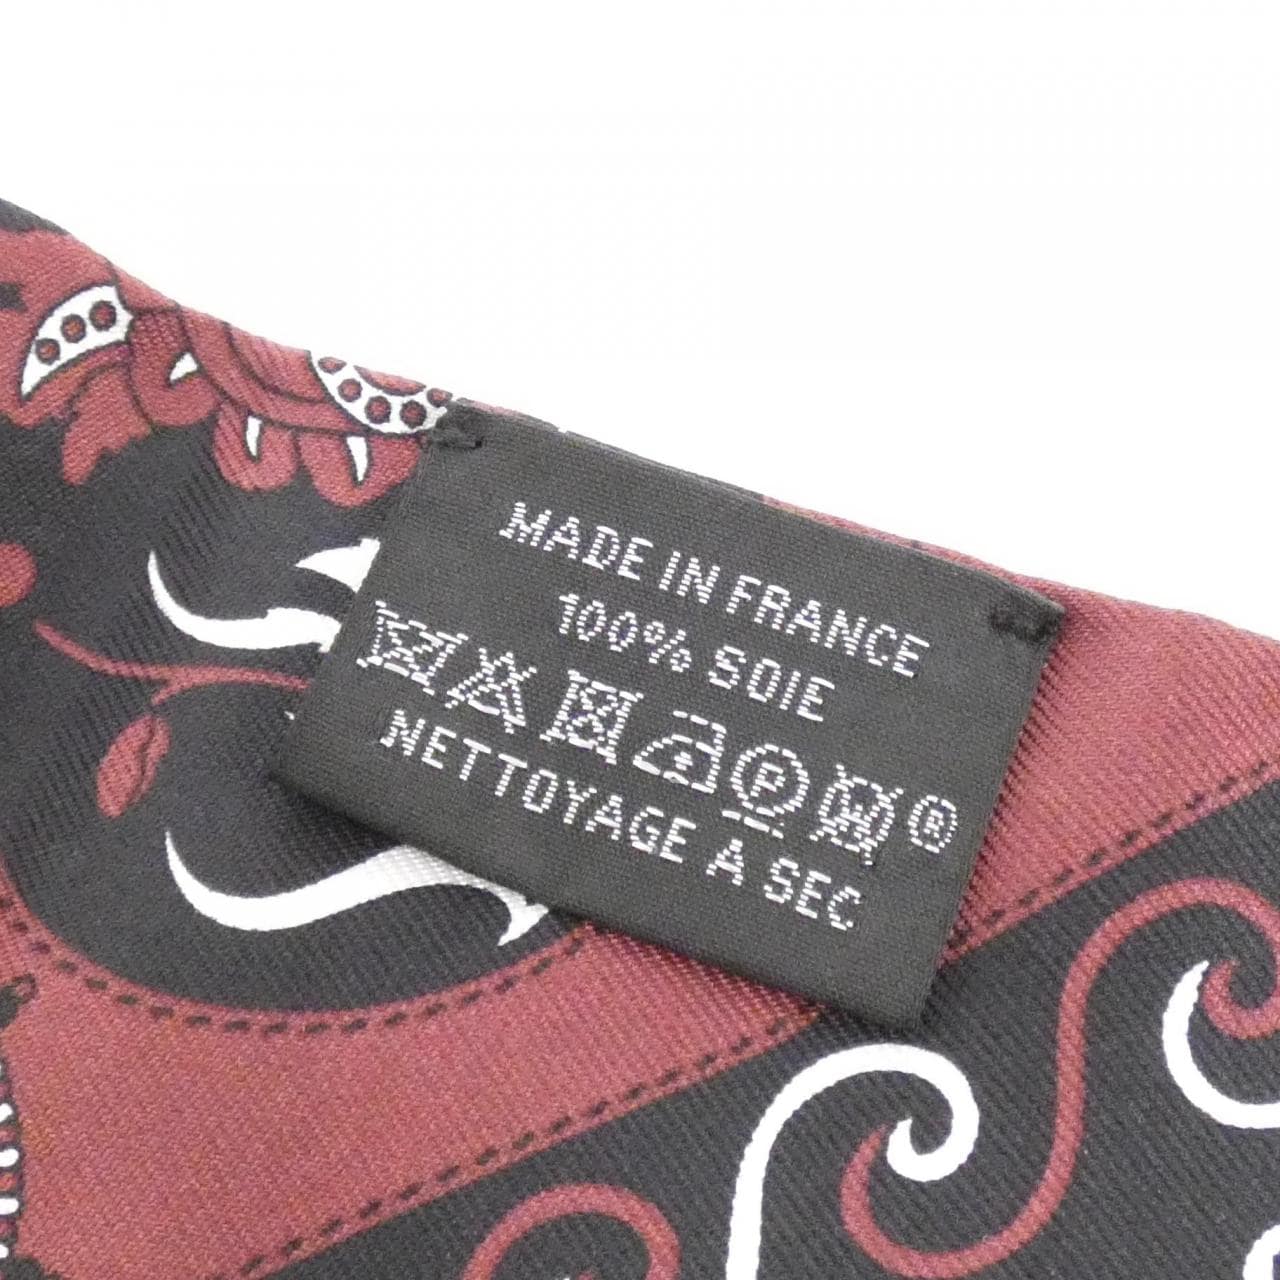 MADE IN FRANCE
100% SOIE
P W ®
NETTOYAGE A SEC